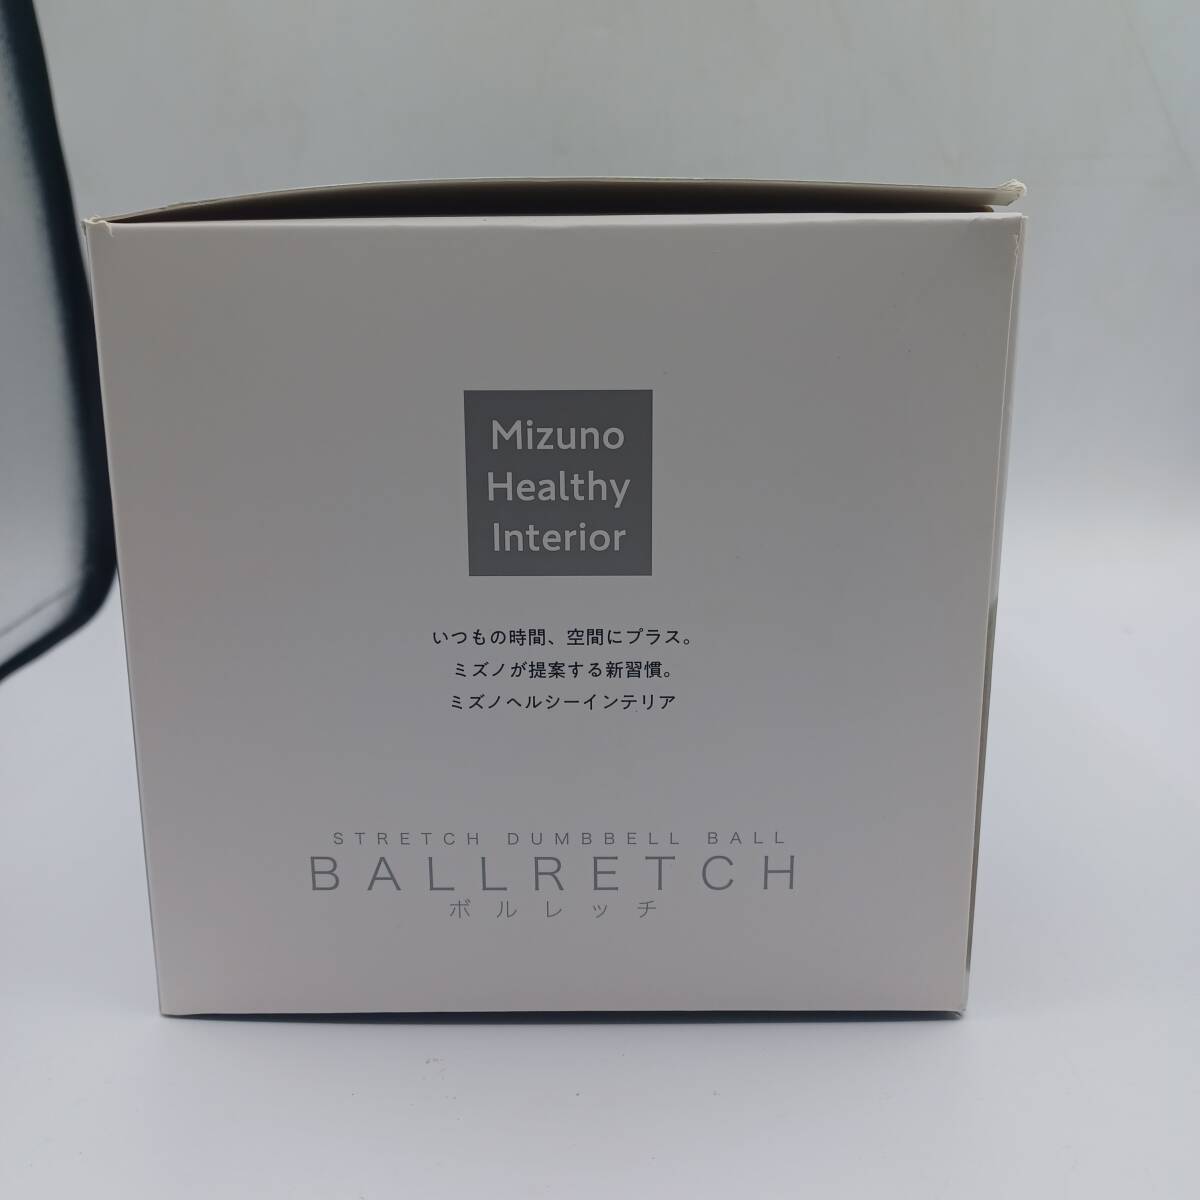 Mizuno
Healthy
Interior
いつもの時間、空間にプラス。
ミズノが提案する新習慣。
ミズノヘルシーインテリア
STRETCH DUMBBELL BALL
BALLRETCH
ボルレッチ